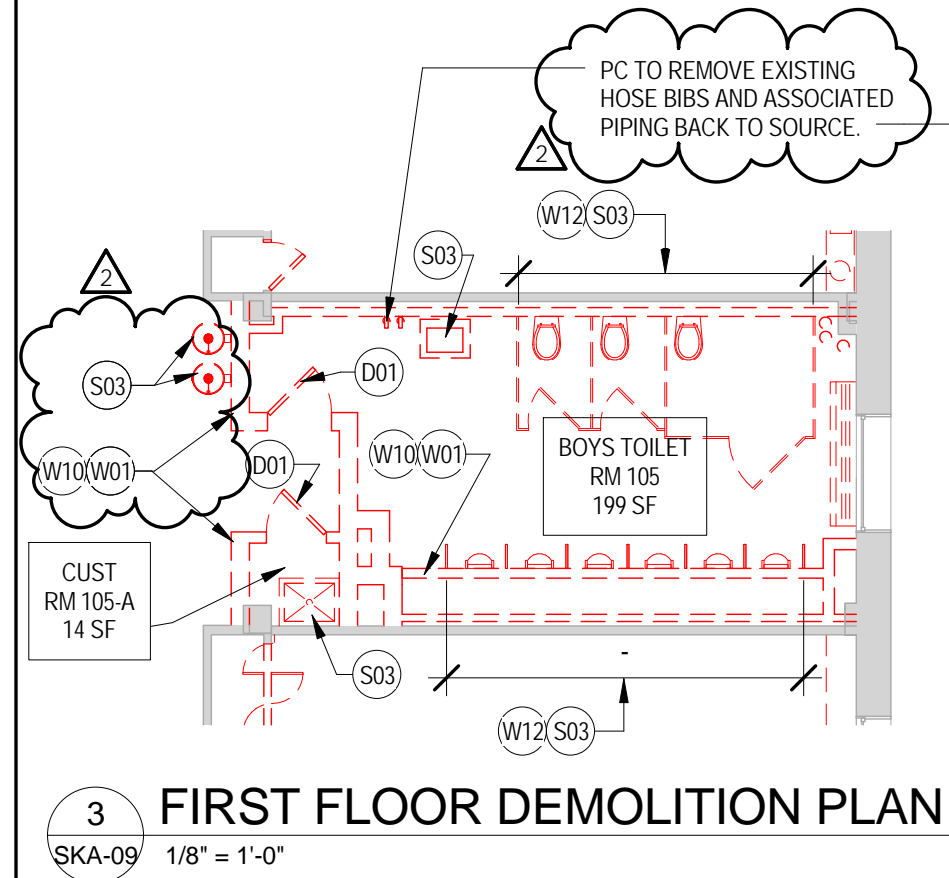 PC TO REMOVE EXISTING
HOSE BIBS AND ASSOCIATED
PIPING BACK TO SOURCE.
2
W12 S03
S03
2
S03
D01
W10 W01
D01
W10 W01
BOYS TOILET
RM 105
199 SF
CUST
RM 105-A
14 SF
S03
-
W12 S03
3
SKA-09
FIRST FLOOR DEMOLITION PLAN
1/8" = 1'-0"